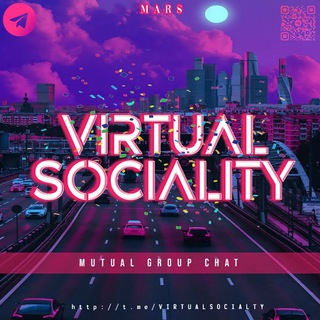 MARS
VIRTUAL
SOCIALITY
MUTUAL GROUP CHAT
http://t.me/VIRTUALSOCIALTY